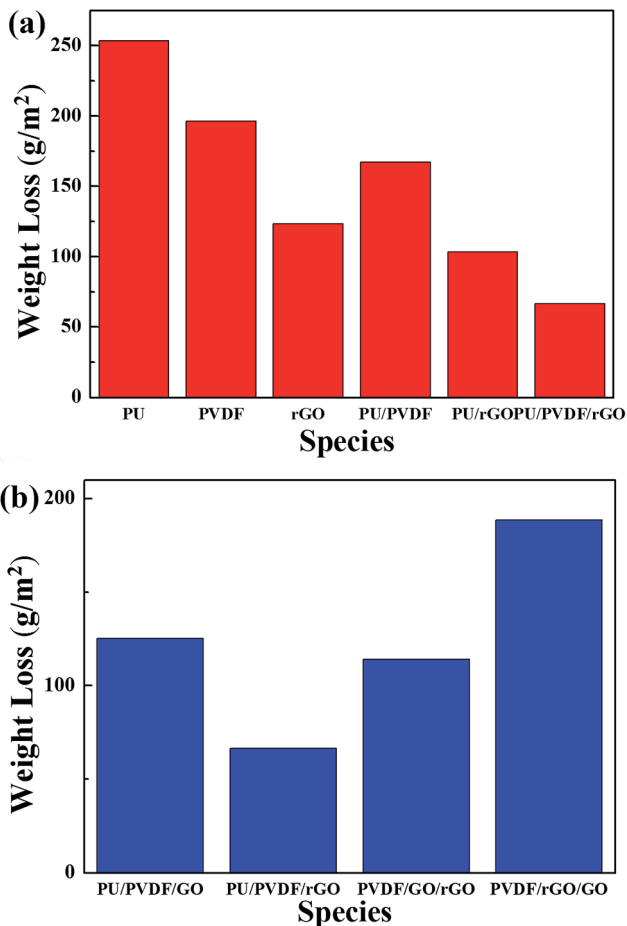 (a)
Weight Loss (g/m²)
250
200
150
100
50
0
PU PVDF rGO PU/PVDF PU/rGO PU/PVDF/rGO
Species
(b)
Weight Loss (g/m²)
200
100
0
PU/PVDF/GO PU/PVDF/rGO PVDF/GO/rGO PVDF/rGO/GO
Species